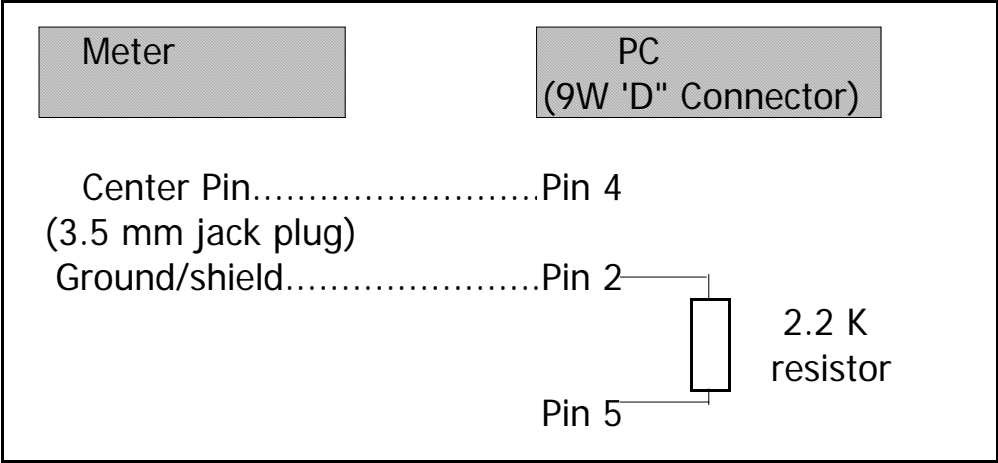 Meter
PC
(9W 'D" Connector)
Center Pin..........................Pin 4
(3.5 mm jack plug)
Ground/shield.......................Pin 2
2.2 K
resistor
Pin 5